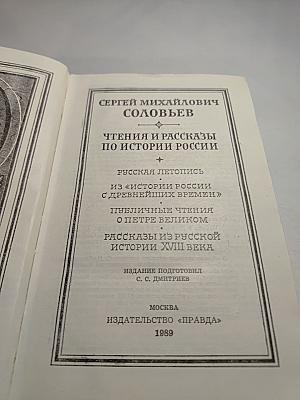 СЕРГЕЙ МИХАЙЛОВИЧ
СОЛОВЬЕВ
ЧТЕНИЯ И РАССКАЗЫ
ПО ИСТОРИИ РОССИИ
РУССКАЯ ЛЕТОПИСЬ
ИЗ «ИСТОРИИ РОССИИ
С ДРЕВНЕЙШИХ ВРЕМЕН»
ПУБЛИЧНЫЕ ЧТЕНИЯ
О ПЕТРЕ ВЕЛИКОМ
РАССКАЗЫ ИЗ РУССКОЙ
ИСТОРИИ XVIII ВЕКА
ИЗДАНИЕ ПОДГОТОВИЛ
С. С. ДМИТРИЕВ
МОСКВА
ИЗДАТЕЛЬСТВО «ПРАВДА»
1989